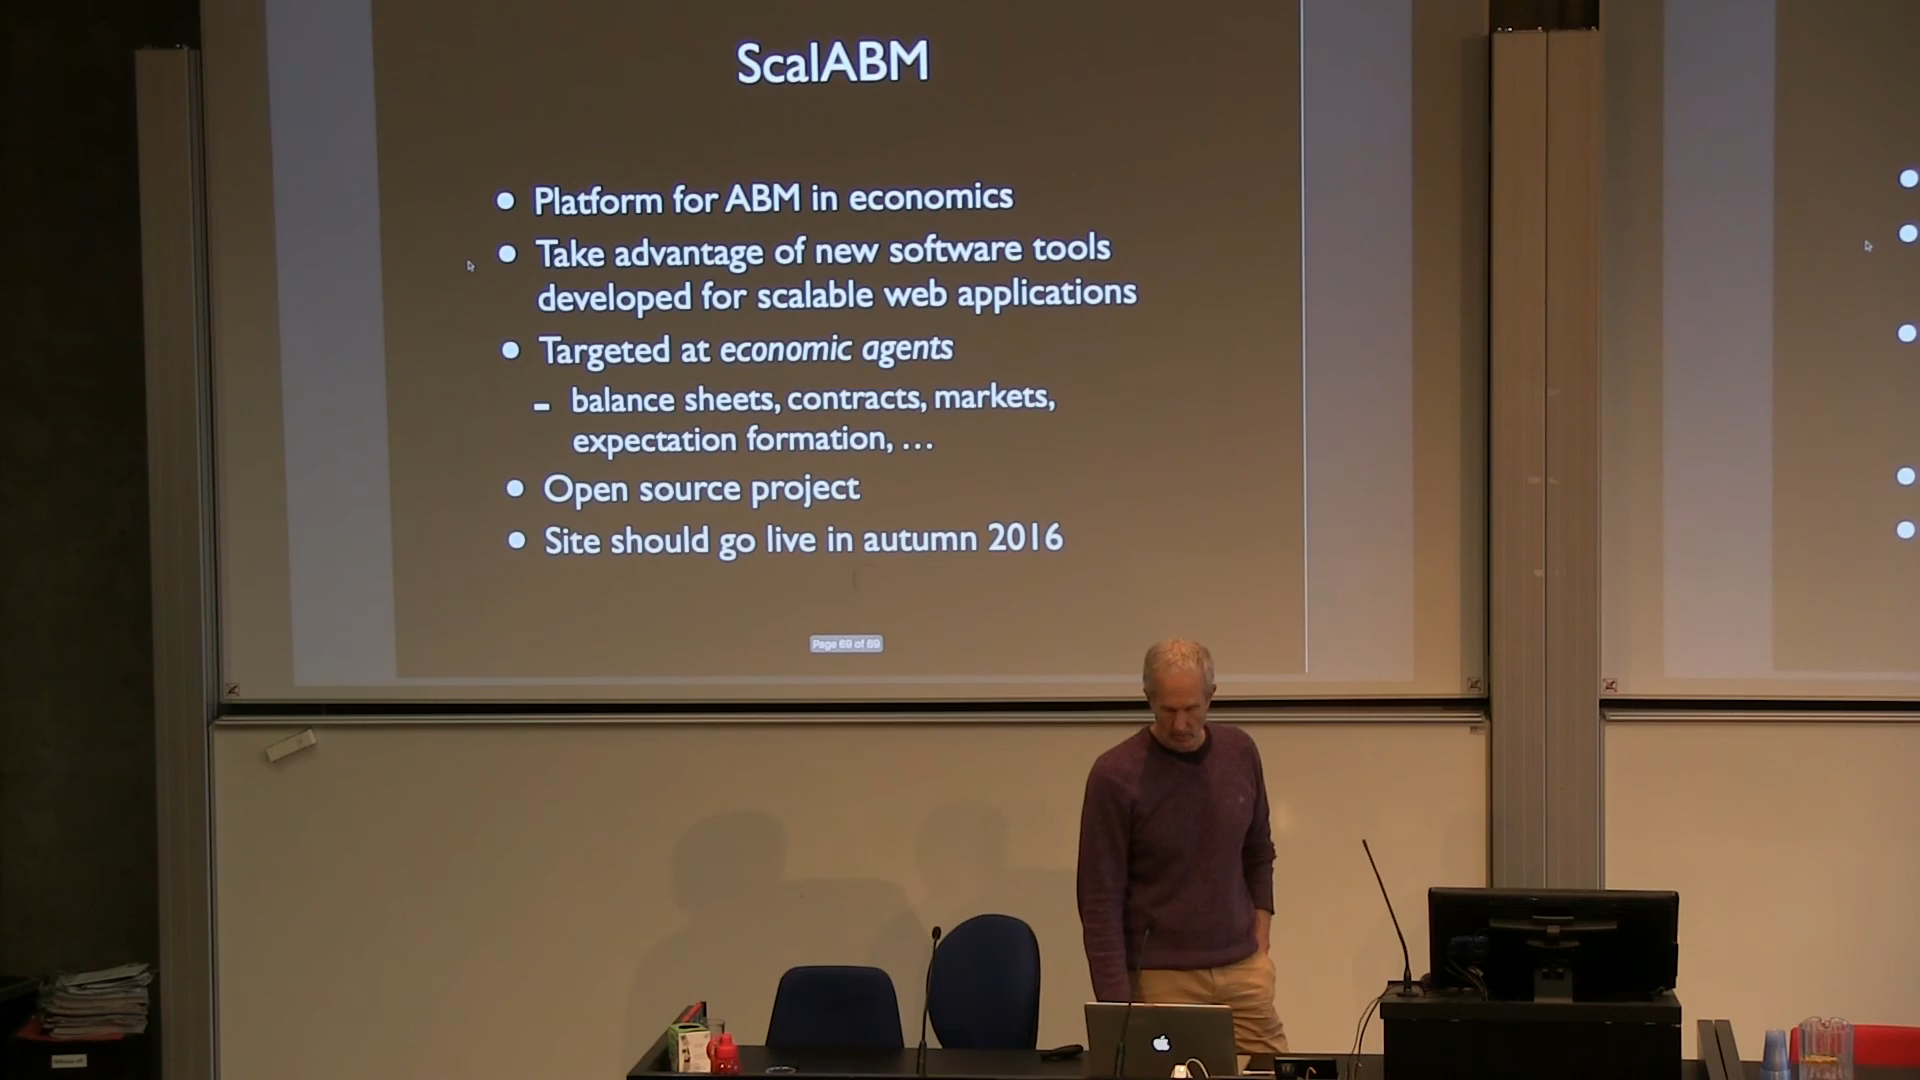 ScalABM
• Platform for ABM in economics
• Take advantage of new software tools
developed for scalable web applications
• Targeted at economic agents
- balance sheets, contracts, markets,
expectation formation, …
• Open source project
• Site should go live in autumn 2016
Page 69 of 69